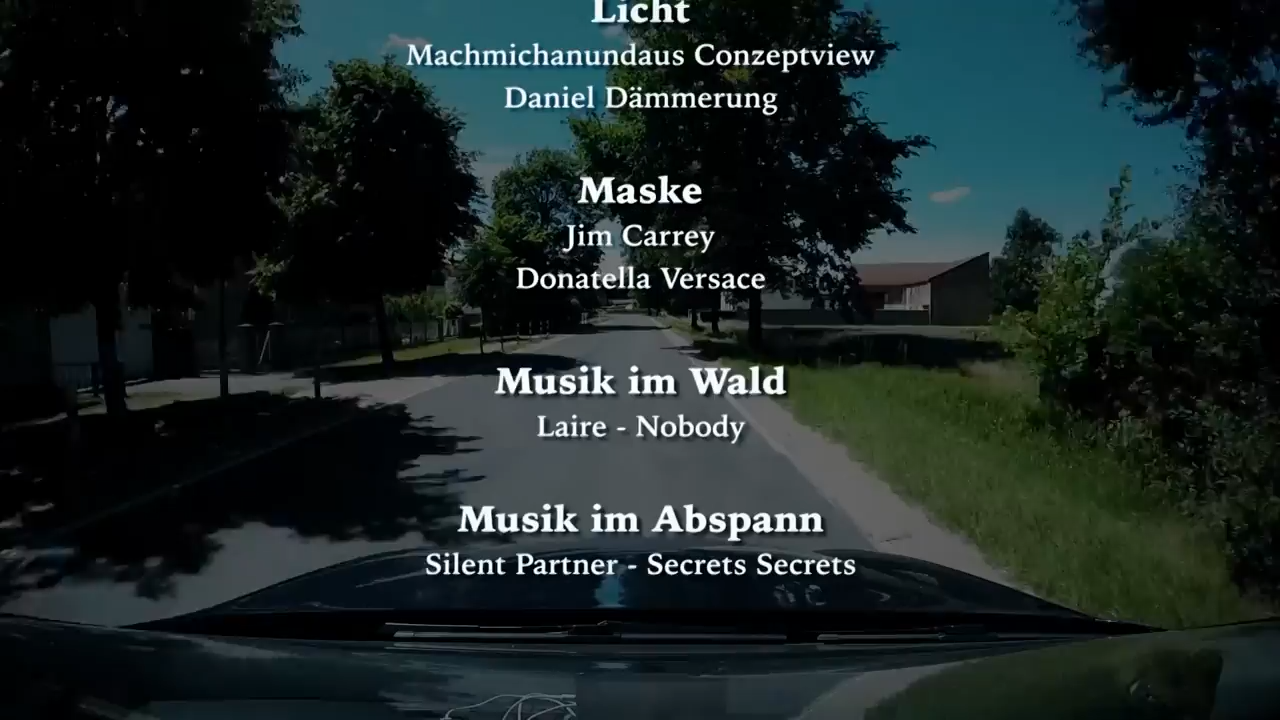 Licht
Machmichanundaus Conzeptview
Daniel Dämmerung
Maske
Jim Carrey
Donatella Versace
Musik im Wald
Laire - Nobody
Musik im Abspann
Silent Partner - Secrets Secrets